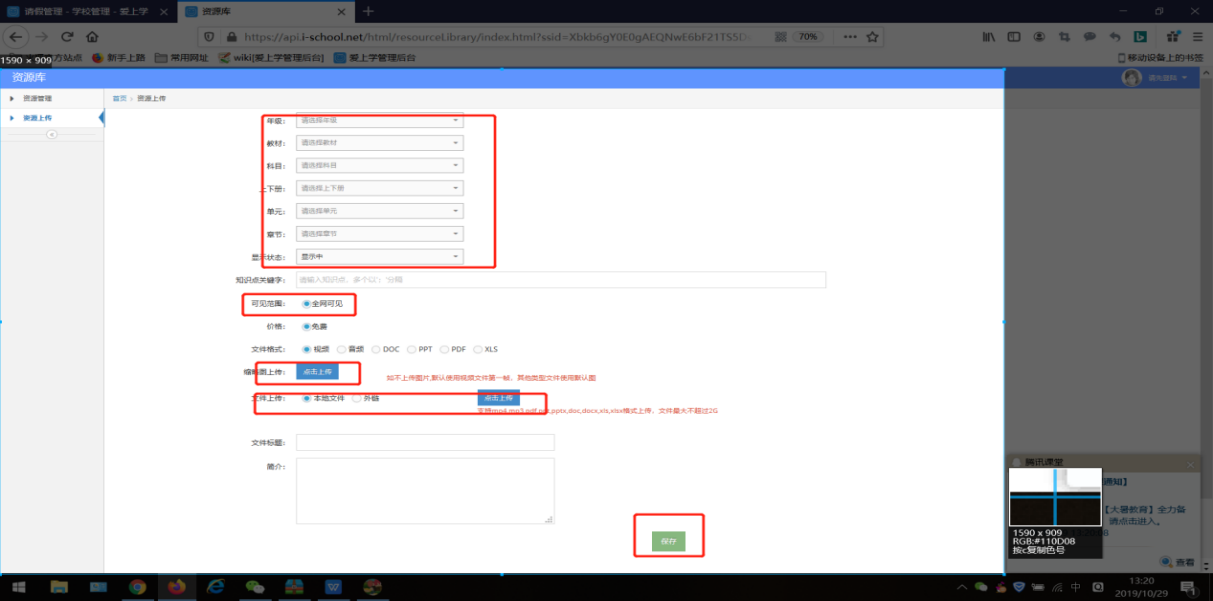 请假管理 - 学校管理 - 爱上学
资源库
https://api.i-school.net/html/resourceLibrary/index.html?ssid=Xbkb6gY0E0gAEQNwE6bF21TS5D
70%
方站点 新手上路 常用网址 wiki[爱上学管理后台] 爱上学管理后台
移动设备上的书签
1590 × 909
资源库
资源管理
首页 资源上传
资源上传
年级: 请选择年级
教材: 请选择教材
科目: 请选择科目
上下册: 请选择上下册
单元: 请选择单元
章节: 请选择章节
显示状态: 显示中
知识点关键字: 请输入知识点、多个以';'分隔
可见范围: 全网可见
价格: 免费
文件格式: 视频 音频 DOC PPT PDF XLS
缩略图上传: 点击上传 如不上传图片,默认使用视频文件第一帧。其他类型文件使用默认图
文件上传: 本地文件 外链 点击上传
支持mp4,mp3,pdf,ppt,pptx,doc,docx,xls,xlsx格式上传、文件最大不超过2G
文件标题:
简介:
保存
腾讯课堂
通知】
【大暑教育】全力备
请点击进入。
1590 x 909
RGB:#110D08
按c复制色号
查看
中
13:20
2019/10/29